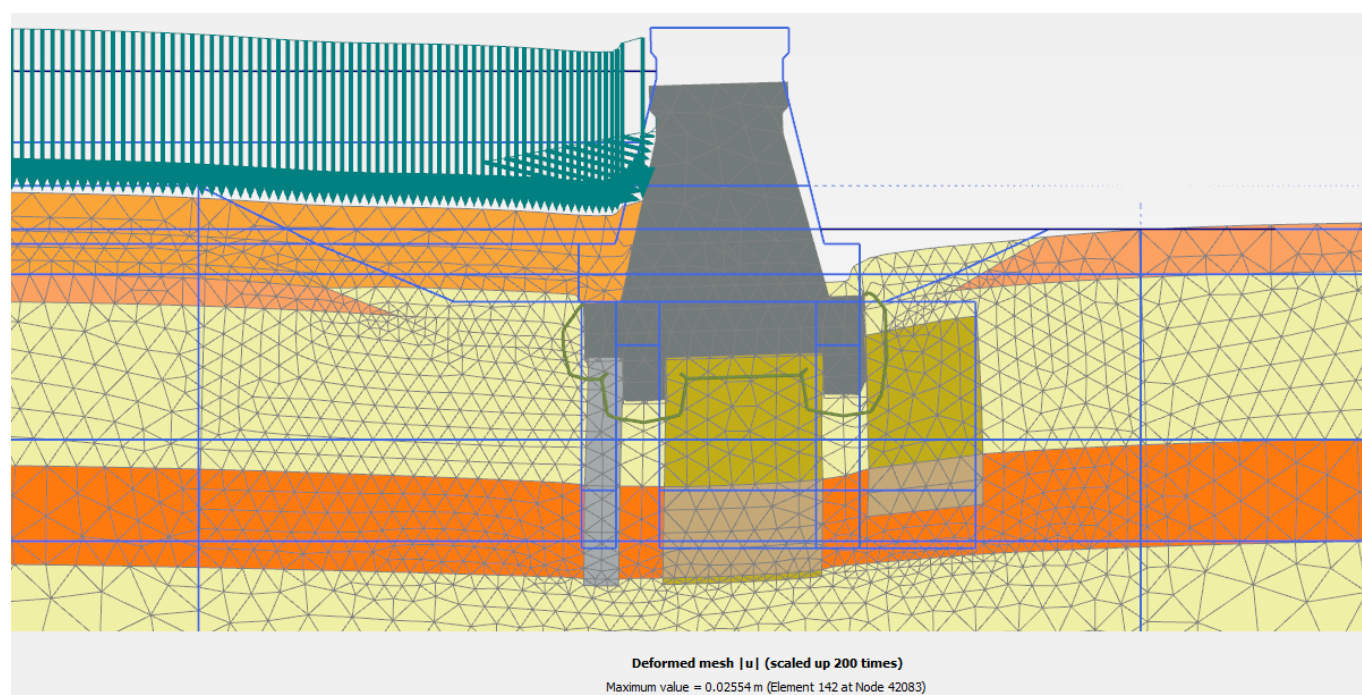 Deformed mesh |u| (scaled up 200 times)
Maximum value = 0.02554 m (Element 142 at Node 42083)